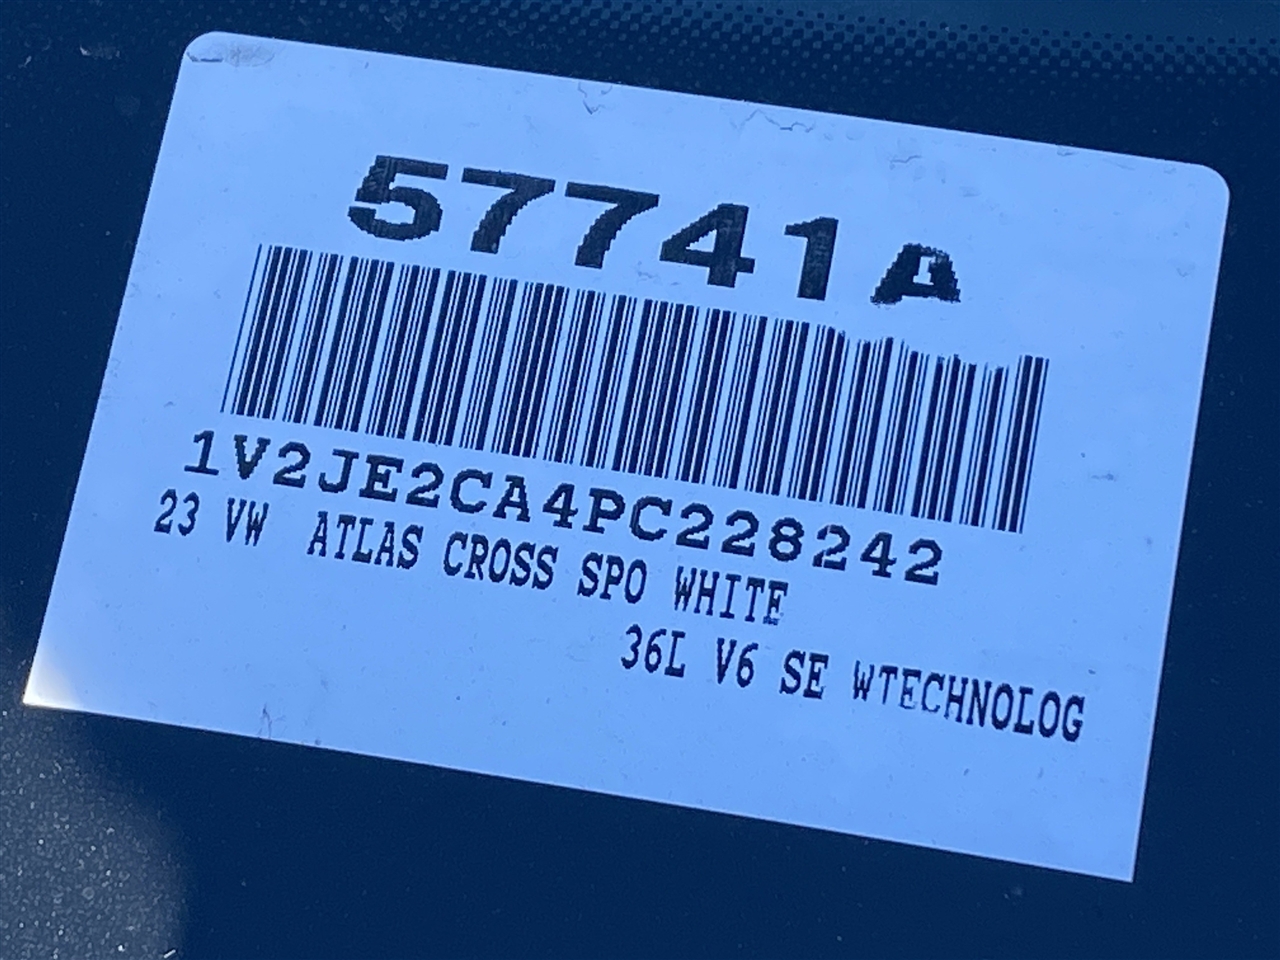 57741A
1V2JE2CA4PC228242
23 VW ATLAS CROSS SPO WHITE
36L V6 SE WTECHNOLOG